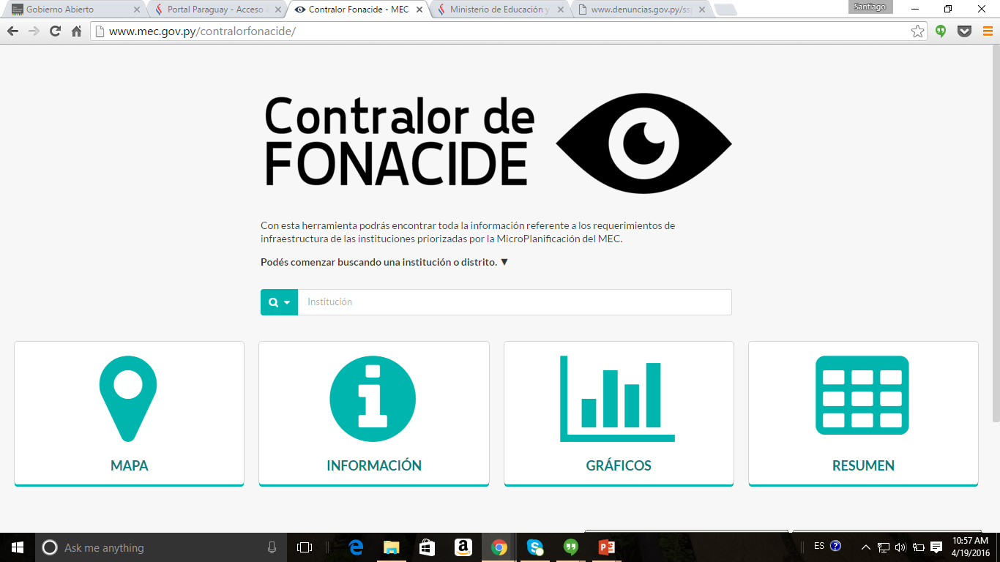 Gobierno Abierto
Portal Paraguay - Acceso
Contralor Fonacide - MEC
Ministerio de Educación y
www.denuncias.gov.py/ss
Santiago
www.mec.gov.py/contralorfonacide/
Contralor de
FONACIDE
Con esta herramienta podrás encontrar toda la información referente a los requerimientos de
infraestructura de las instituciones priorizadas por la MicroPlanificación del MEC.
Podés comenzar buscando una institución o distrito. ▼
Institución
MAPA
INFORMACIÓN
GRÁFICOS
RESUMEN
Ask me anything
ES
10:57 AM
4/19/2016